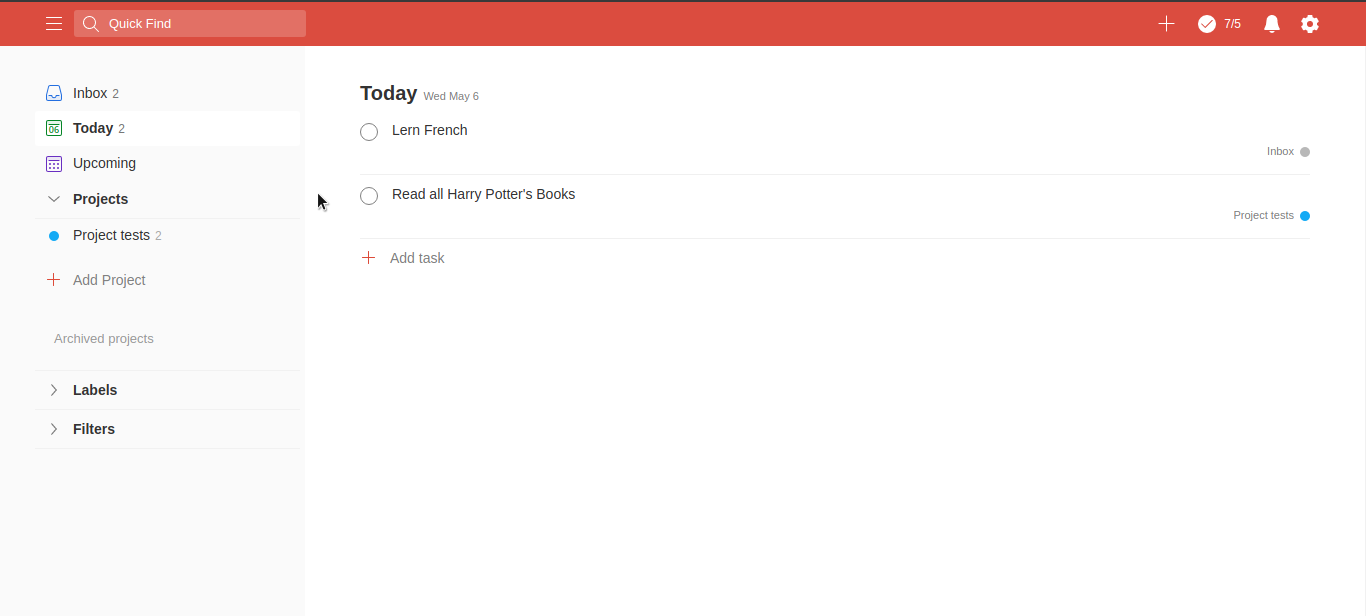 Quick Find
7/5
Inbox 2
06 Today 2
Upcoming
Projects
Project tests 2
Add Project
Archived projects
Labels
Filters
Today Wed May 6
Lern French
Inbox
Read all Harry Potter's Books
Project tests
Add task